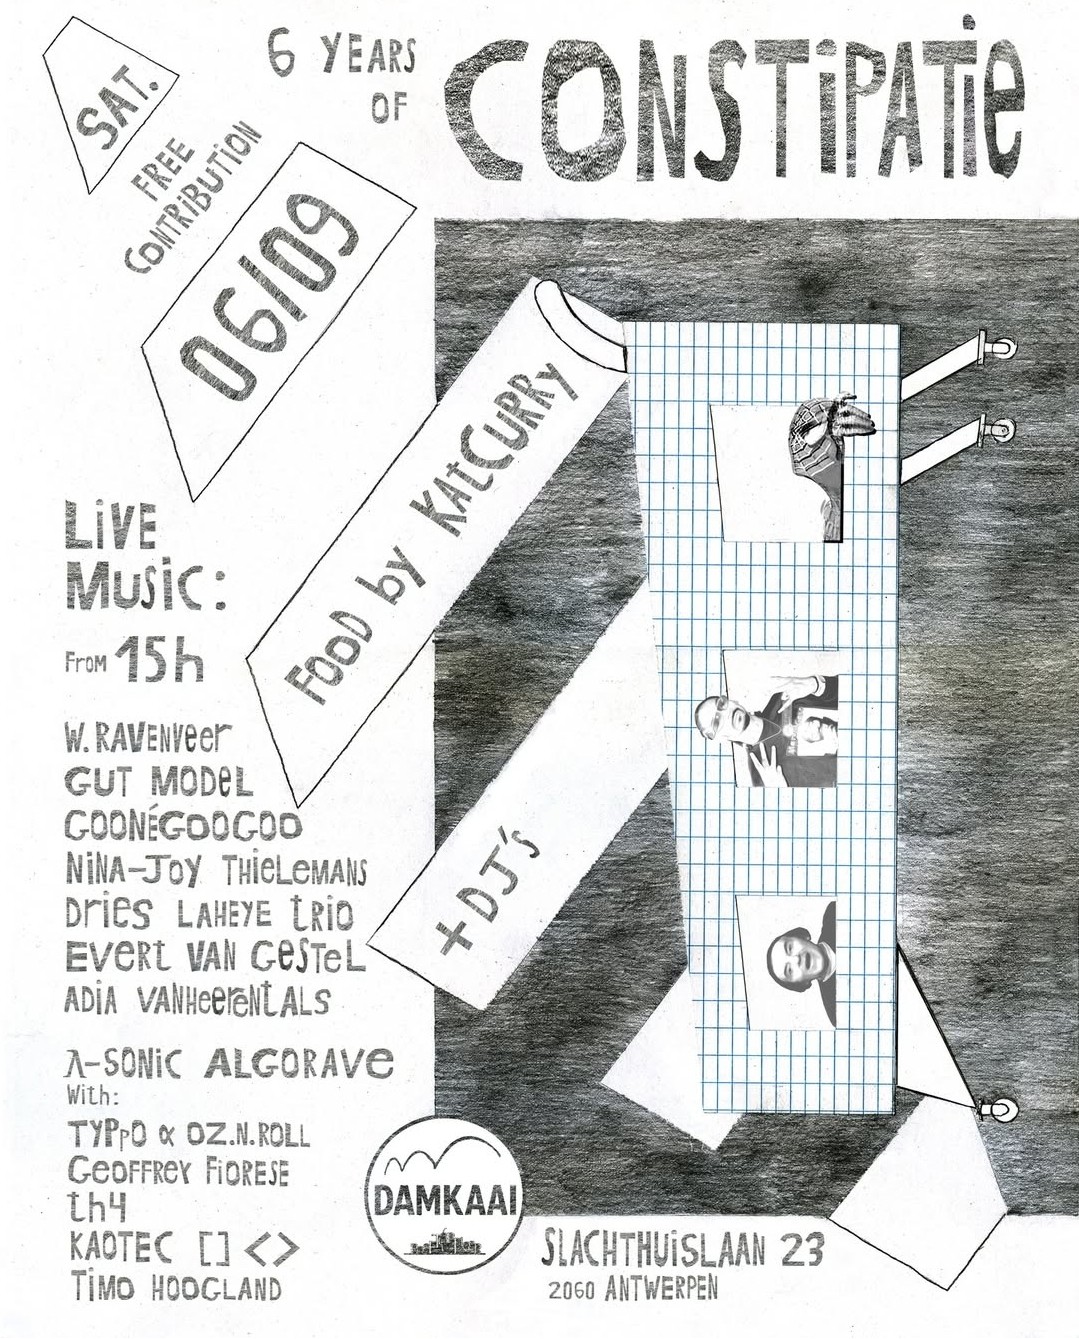 SAT.
FREE
CONTRIBUTION
06/09
6 YEARS
OF
CONSTiPATie
FOOD by KAtCURRY
+ DJ's
LiVE
MUSiC:
From 15h
W. RAVENVeer
GUT MODEL
GOONÉGOOGOO
NiNA-JOY THIELEMANS
Dries LAHEYE trio
EVERt VAN GeSTeL
ADiA VANHeerENtALS
λ-SONiC ALGORAVe
With:
TYPpO ∝ OZ.N.ROLL
GEOFFREY FiORESE
th4
KAOTEC [] <>
TiMO HOOGLAND
DAMKAAI
SLACHTHUiSLAAN 23
2060 ANTWERPEN